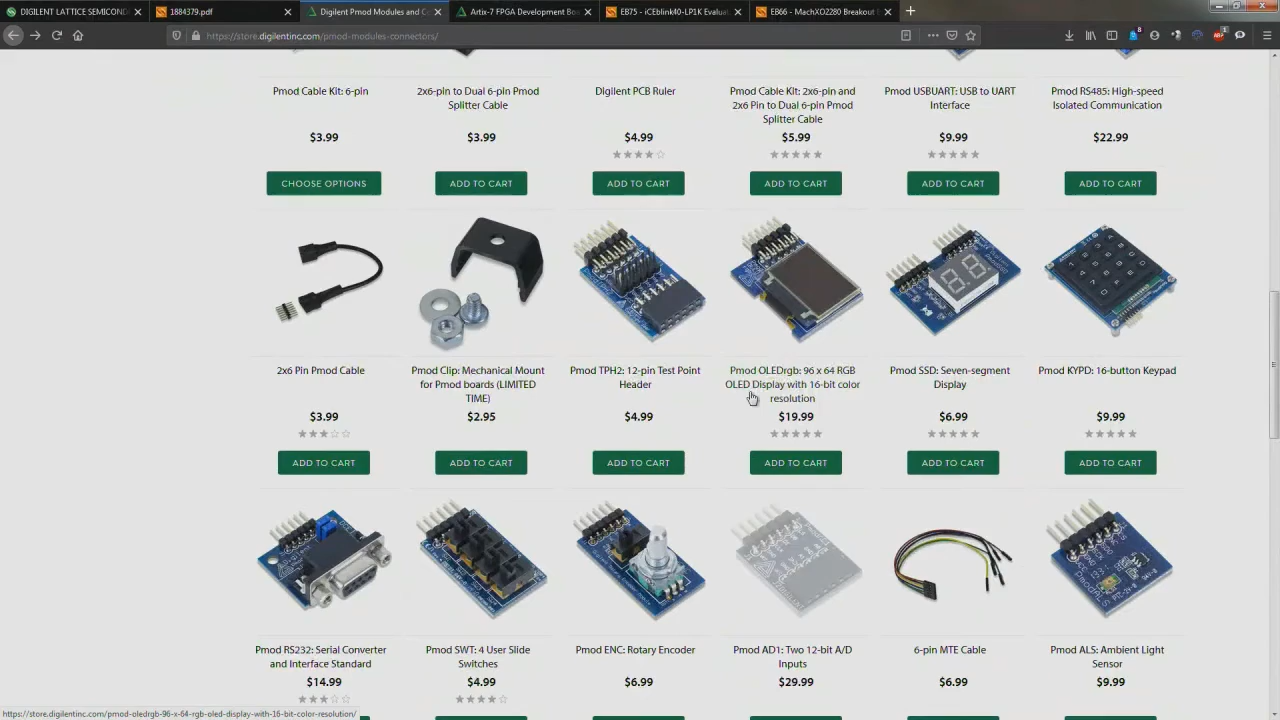 DIGILENT LATTICE SEMICOND
1884379.pdf
Digilent Pmod Modules and Co
Artix-7 FPGA Development Boa
EB75 - iCEblink40-LP1K Evaluat
EB66 - MachXO2280 Breakout B
https://store.digilentinc.com/pmod-modules-connectors/
Pmod Cable Kit: 6-pin
$3.99
CHOOSE OPTIONS
2x6-pin to Dual 6-pin Pmod
Splitter Cable
$3.99
ADD TO CART
Digilent PCB Ruler
$4.99
ADD TO CART
Pmod Cable Kit: 2x6-pin and
2x6 Pin to Dual 6-pin Pmod
Splitter Cable
$5.99
ADD TO CART
Pmod USBUART: USB to UART
Interface
$9.99
ADD TO CART
Pmod RS485: High-speed
Isolated Communication
$22.99
ADD TO CART
2x6 Pin Pmod Cable
$3.99
ADD TO CART
Pmod Clip: Mechanical Mount
for Pmod boards (LIMITED
TIME)
$2.95
ADD TO CART
Pmod TPH2: 12-pin Test Point
Header
$4.99
ADD TO CART
Pmod OLEDrgb: 96 x 64 RGB
OLED Display with 16-bit color
resolution
$19.99
ADD TO CART
Pmod SSD: Seven-segment
Display
$6.99
ADD TO CART
Pmod KYPD: 16-button Keypad
$9.99
ADD TO CART
Pmod RS232: Serial Converter
and Interface Standard
$14.99
Pmod SWT: 4 User Slide
Switches
$4.99
Pmod ENC: Rotary Encoder
$6.99
Pmod AD1: Two 12-bit A/D
Inputs
$29.99
6-pin MTE Cable
$6.99
Pmod ALS: Ambient Light
Sensor
$9.99
https://store.digilentinc.com/pmod-oledrgb-96-x-64-rgb-oled-display-with-16-bit-color-resolution/